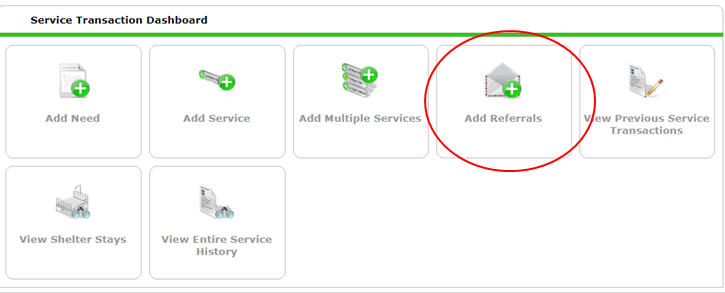 Service Transaction Dashboard
Add Need
Add Service
Add Multiple Services
Add Referrals
View Previous Service
Transactions
View Shelter Stays
View Entire Service
History